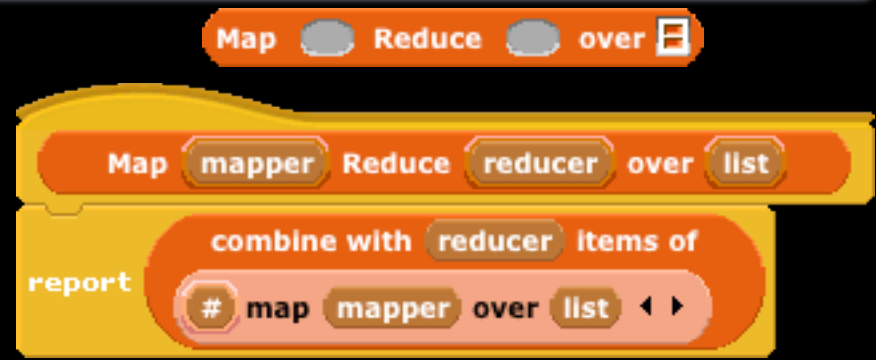 Map Reduce over
Map mapper Reduce reducer over list
combine with reducer items of
report
# map mapper over list